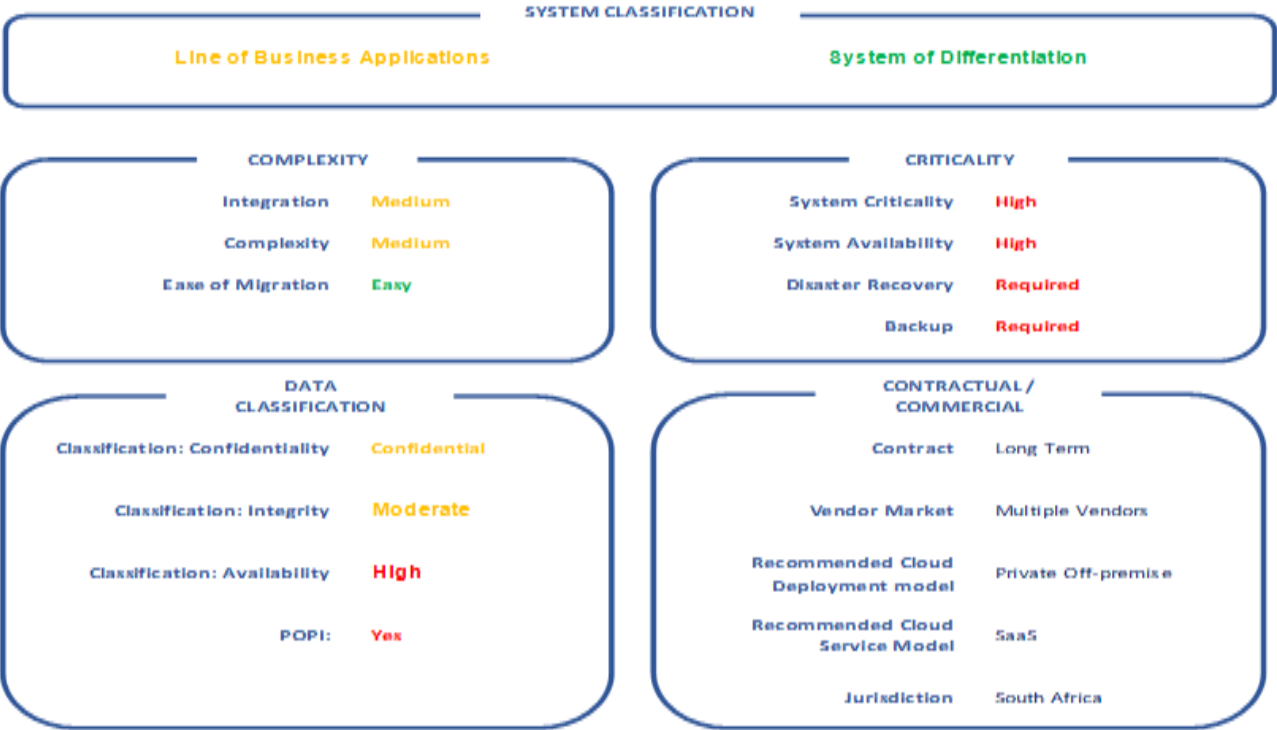 SYSTEM CLASSIFICATION
Line of Business Applications System of Differentiation
COMPLEXITY
Integration Medium
Complexity Medium
Ease of Migration Easy
CRITICALITY
System Criticality High
System Availability High
Disaster Recovery Required
Backup Required
DATA
CLASSIFICATION
Classification: Confidentiality Confidential
Classification: Integrity Moderate
Classification: Availability High
POPI: Yes
CONTRACTUAL /
COMMERCIAL
Contract Long Term
Vendor Market Multiple Vendors
Recommended Cloud
Deployment model Private Off-premise
Recommended Cloud
Service Model SaaS
Jurisdiction South Africa